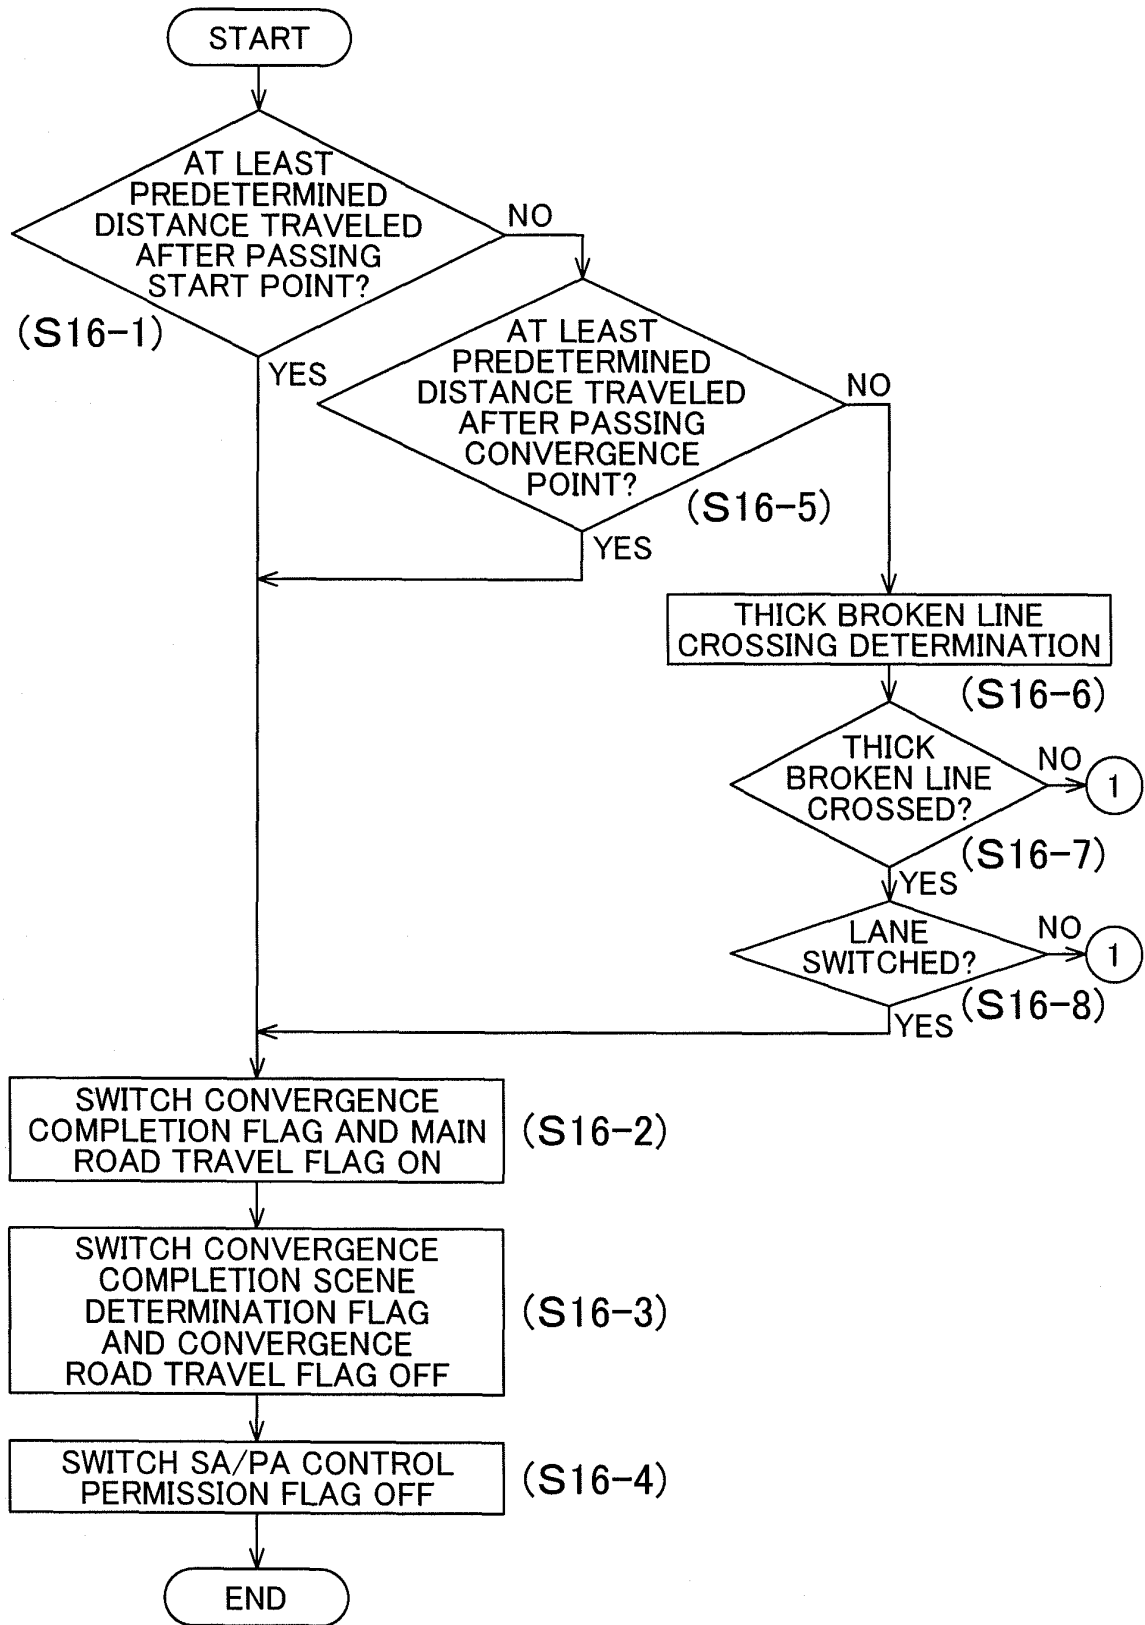 START
AT LEAST
PREDETERMINED
DISTANCE TRAVELED
AFTER PASSING
START POINT?
NO
(S16-1)
YES
AT LEAST
PREDETERMINED
DISTANCE TRAVELED
AFTER PASSING
CONVERGENCE
POINT?
NO
(S16-5)
YES
THICK BROKEN LINE
CROSSING DETERMINATION
(S16-6)
THICK
BROKEN LINE
CROSSED?
NO
1
(S16-7)
YES
LANE
SWITCHED?
NO
1
(S16-8)
YES
SWITCH CONVERGENCE
COMPLETION FLAG AND MAIN
ROAD TRAVEL FLAG ON
(S16-2)
SWITCH CONVERGENCE
COMPLETION SCENE
DETERMINATION FLAG
AND CONVERGENCE
ROAD TRAVEL FLAG OFF
(S16-3)
SWITCH SA/PA CONTROL
PERMISSION FLAG OFF
(S16-4)
END